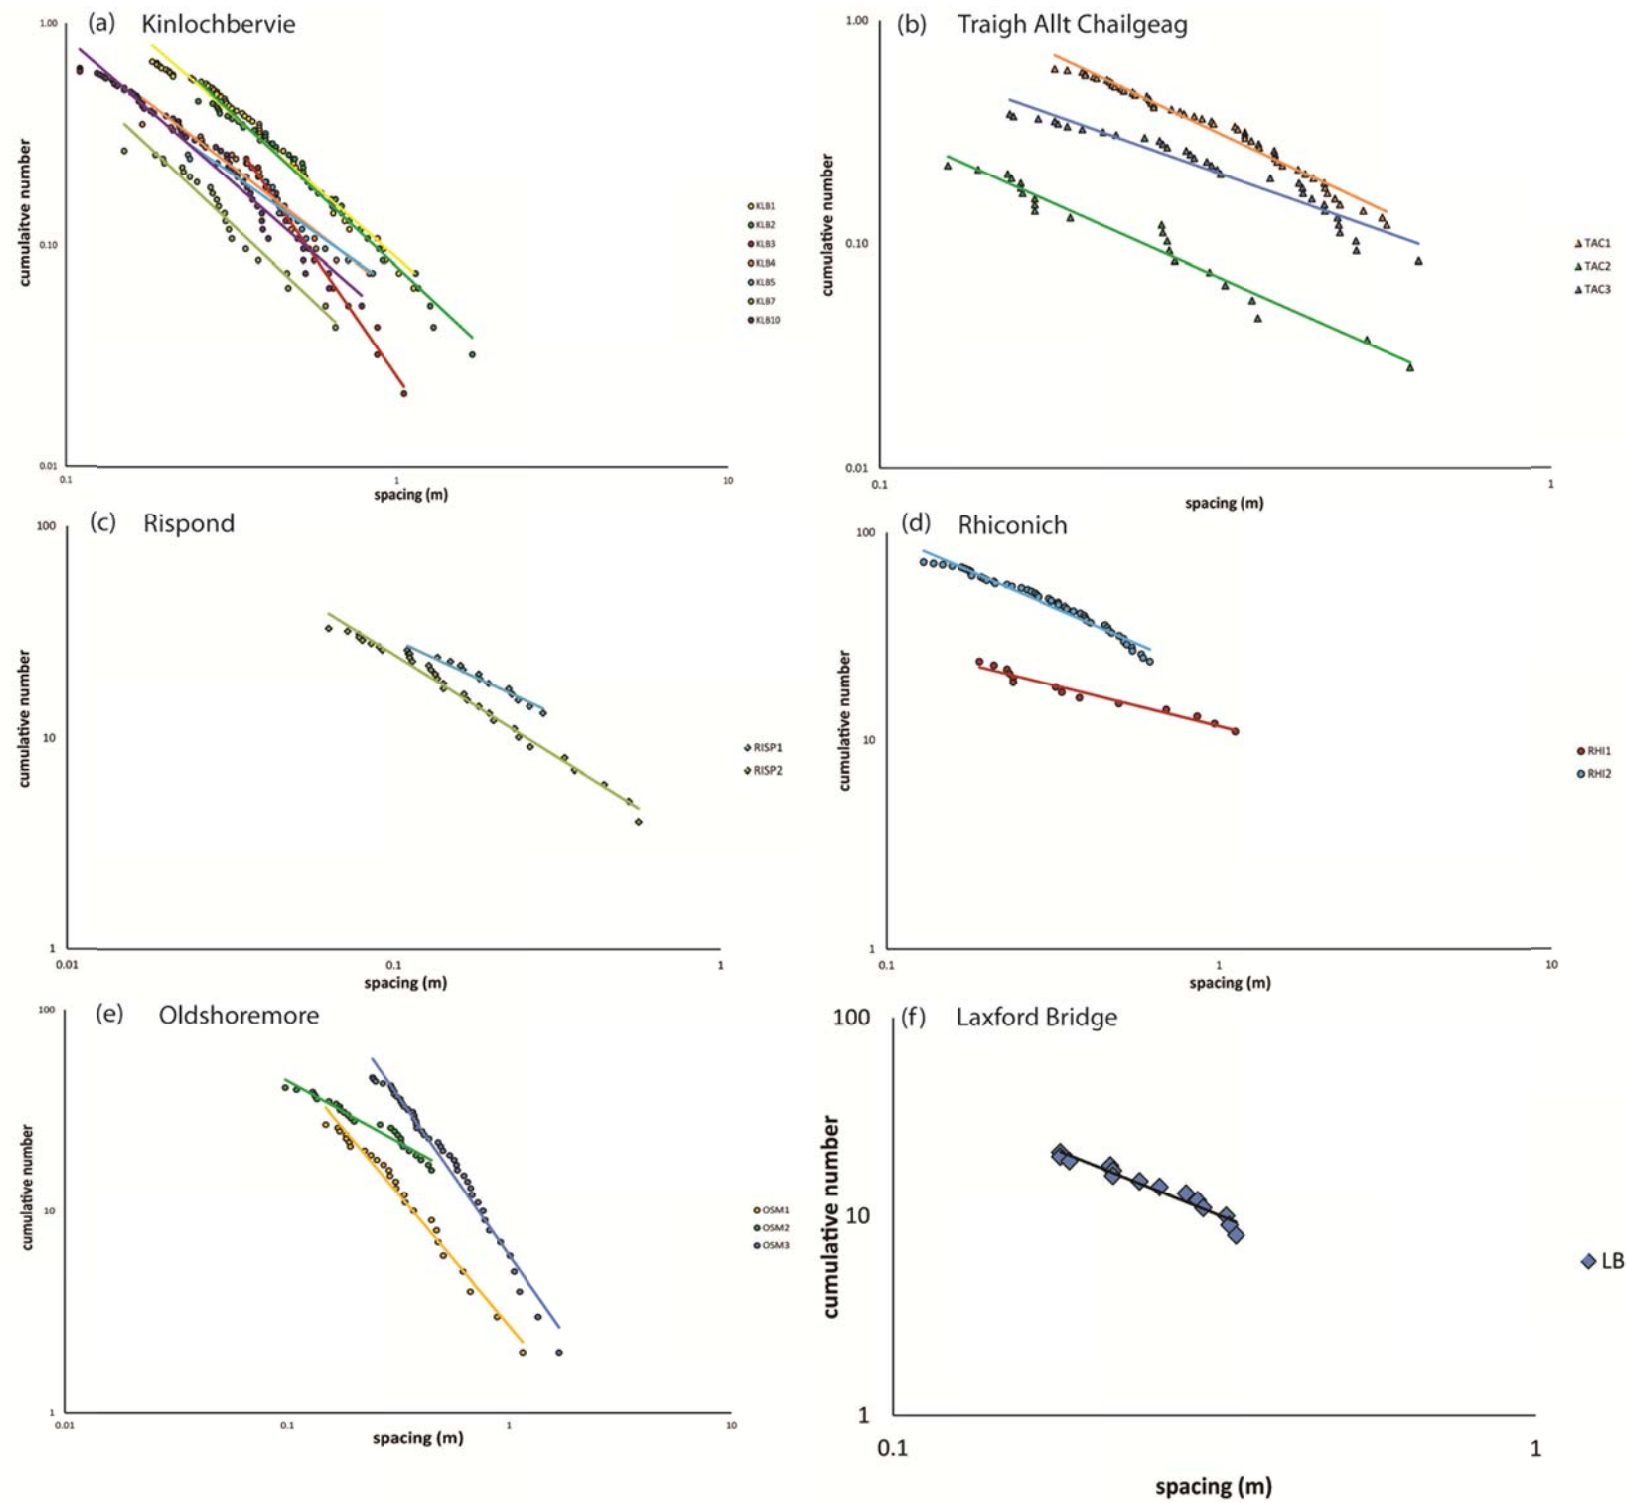 (a) Kinlochbervie
1.00
0.10
0.01
0.1
1
10
cumulaitve number
spacing (m)
KLB1
KLB2
KLB3
KLB4
KLB5
KLB7
KLB10
(b) Traigh Allt Chailgeag
1.00
0.10
0.01
0.1
1
cumulative number
spacing (m)
TAC1
TAC2
TAC3
(c) Rispond
100
10
1
0.01
0.1
1
cumulative number
spacing (m)
RISP1
RISP2
(d) Rhiconich
100
10
1
0.1
1
10
cumulative number
spacing (m)
RHI1
RHI2
(e) Oldshoremore
100
10
1
0.01
0.1
1
10
cumulative number
spacing (m)
OSM1
OSM2
OSM3
(f) Laxford Bridge
100
10
1
0.1
1
cumulative number
spacing (m)
LB